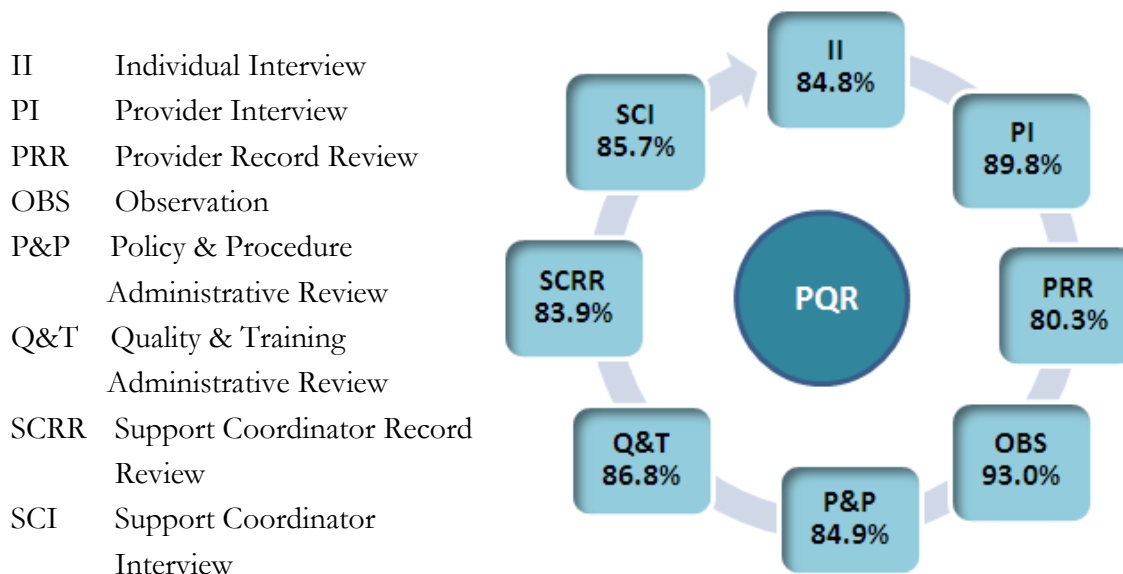 II Individual Interview
PI Provider Interview
PRR Provider Record Review
OBS Observation
P&P Policy & Procedure
Administrative Review
Q&T Quality & Training
Administrative Review
SCRR Support Coordinator Record
Review
SCI Support Coordinator
Interview
II
84.8%
PI
89.8%
PRR
80.3%
OBS
93.0%
P&P
84.9%
Q&T
86.8%
SCRR
83.9%
SCI
85.7%
PQR